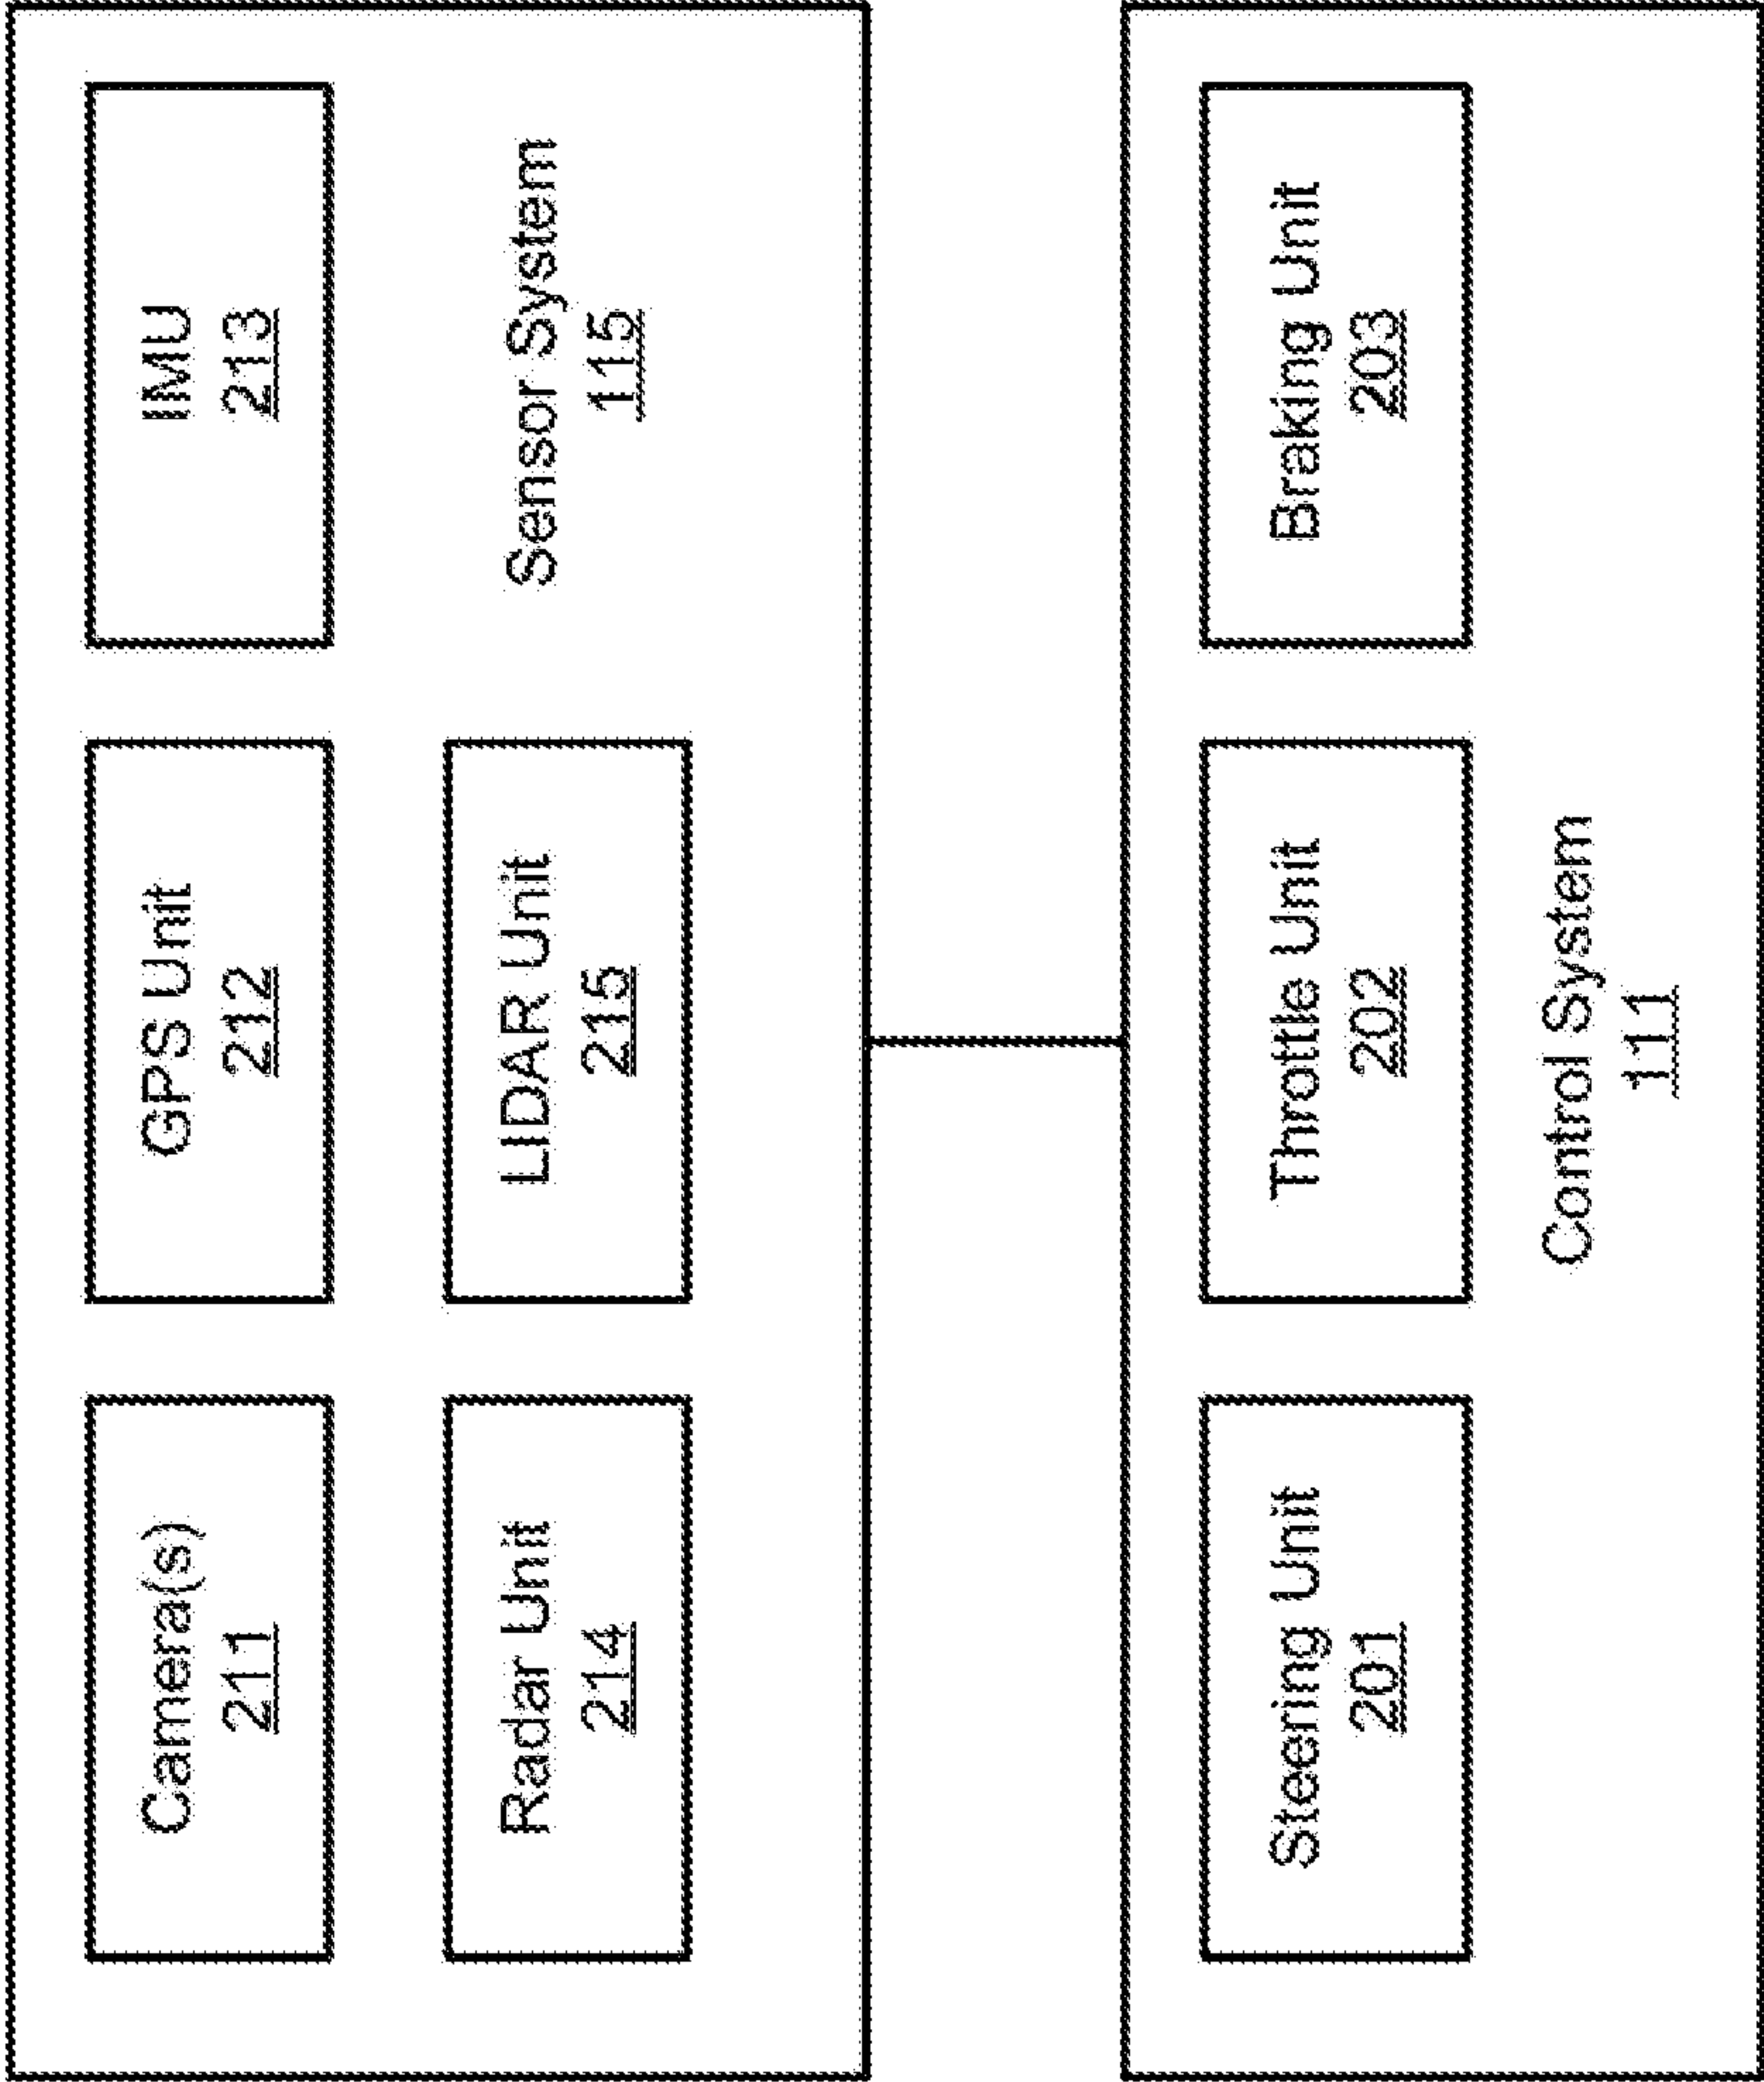 Camera(s)
211
GPS Unit
212
IMU
213
Radar Unit
214
LIDAR Unit
215
Sensor System
115
Steering Unit
201
Throttle Unit
202
Braking Unit
203
Control System
111